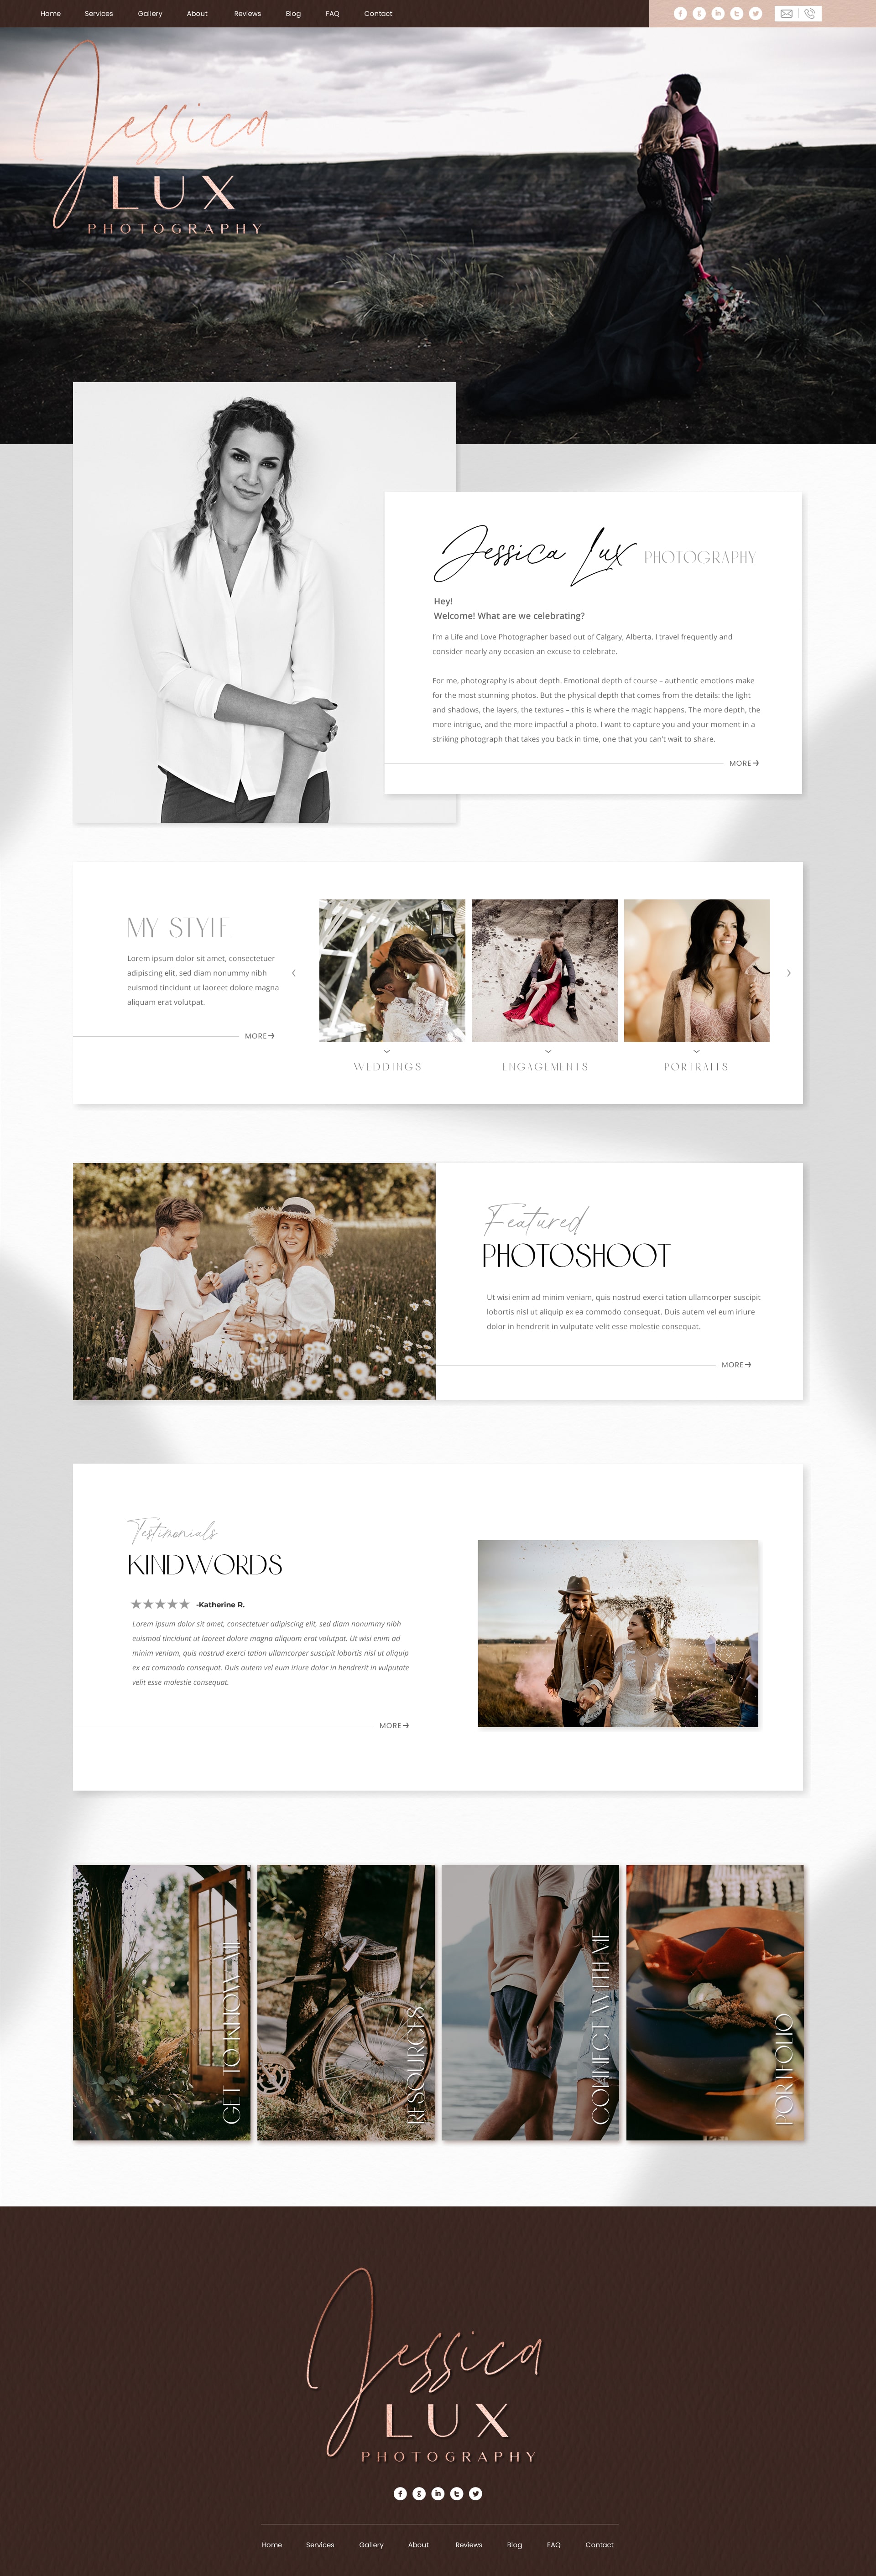 Home Services Gallery About Reviews Blog FAQ Contact
Jessica
LUX
PHOTOGRAPHY
Jessica Lux PHOTOGRAPHY
Hey!
Welcome! What are we celebrating?
I'm a Life and Love Photographer based out of Calgary, Alberta. I travel frequently and
consider nearly any occasion an excuse to celebrate.
For me, photography is about depth. Emotional depth of course – authentic emotions make
for the most stunning photos. But the physical depth that comes from the details: the light
and shadows, the layers, the textures – this is where the magic happens. The more depth, the
more intrigue, and the more impactful a photo. I want to capture you and your moment in a
striking photograph that takes you back in time, one that you can't wait to share.
MORE
MY STYLE
Lorem ipsum dolor sit amet, consectetuer
adipiscing elit, sed diam nonummy nibh
euismod tincidunt ut laoreet dolore magna
aliquam erat volutpat.
MORE
WEDDINGS
ENGAGEMENTS
PORTRAITS
Featured
PHOTOSHOOT
Ut wisi enim ad minim veniam, quis nostrud exerci tation ullamcorper suscipit
lobortis nisl ut aliquip ex ea commodo consequat. Duis autem vel eum iriure
dolor in hendrerit in vulputate velit esse molestie consequat.
MORE
Testimonials
KINDWORDS
-Katherine R.
Lorem ipsum dolor sit amet, consectetuer adipiscing elit, sed diam nonummy nibh
euismod tincidunt ut laoreet dolore magna aliquam erat volutpat. Ut wisi enim ad
minim veniam, quis nostrud exerci tation ullamcorper suscipit lobortis nisl ut aliquip
ex ea commodo consequat. Duis autem vel eum iriure dolor in hendrerit in vulputate
velit esse molestie consequat.
MORE
GET TO KNOW ME
RESOURCES
CONNECT WITH ME
PORTFOLIO
Jessica
LUX
PHOTOGRAPHY
Home Services Gallery About Reviews Blog FAQ Contact